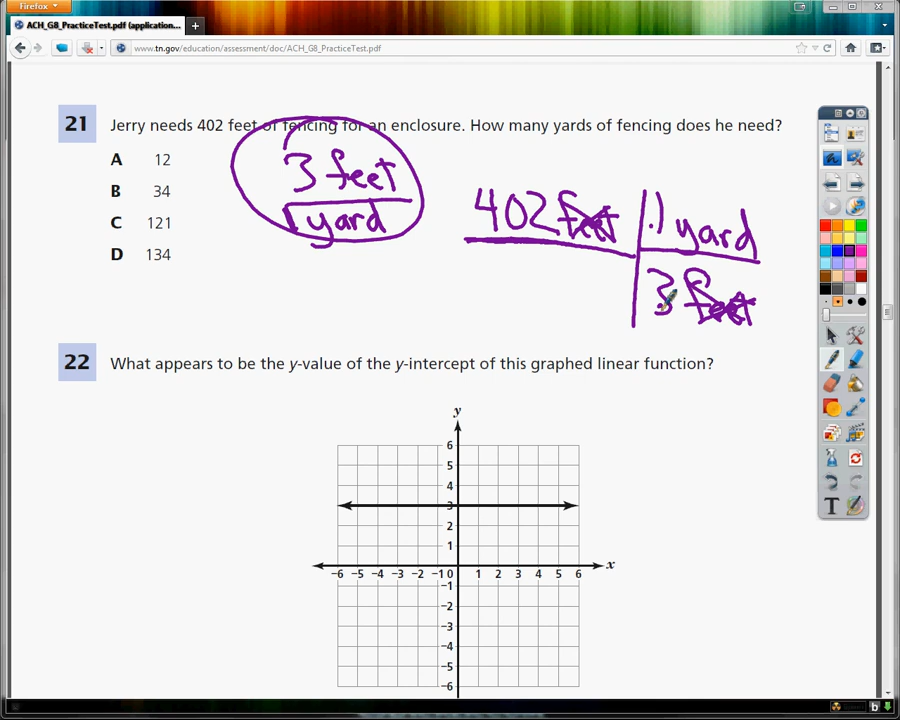 Firefox
ACH_G8_PracticeTest.pdf (application...
www.tn.gov/education/assessment/doc/ACH_G8_PracticeTest.pdf
21 Jerry needs 402 feet of fencing for an enclosure. How many yards of fencing does he need?
A 12
B 34
C 121
D 134
3 feet
1 yard
402 feet 1 yard
3 feet
22 What appears to be the y-value of the y-intercept of this graphed linear function?
y
6
5
4
3
2
1
-6 -5 -4 -3 -2 -1 0 1 2 3 4 5 6 x
-1
-2
-3
-4
-5
-6